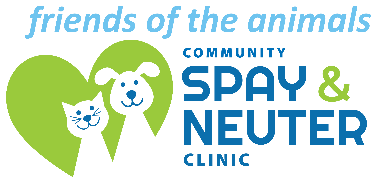 friends of the animals
COMMUNITY
SPAY &
NEUTER
CLINIC